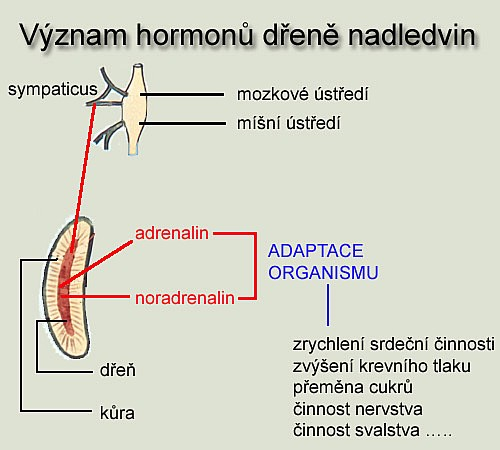 Význam hormonů dřeně nadledvin
sympaticus
mozkové ústředí
míšní ústředí
adrenalin
noradrenalin
ADAPTACE
ORGANISMU
dřeň
kůra
zrychlení srdeční činnosti
zvýšení krevního tlaku
přeměna cukrů
činnost nervstva
činnost svalstva .....